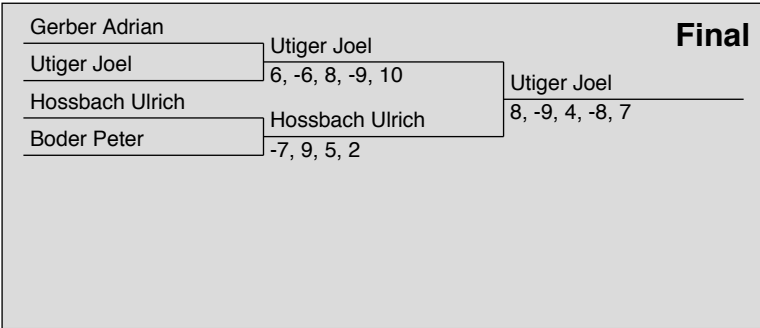 Gerber Adrian
Final
Utiger Joel
Utiger Joel
6, -6, 8, -9, 10
Utiger Joel
Hossbach Ulrich
8, -9, 4, -8, 7
Hossbach Ulrich
Boder Peter
-7, 9, 5, 2